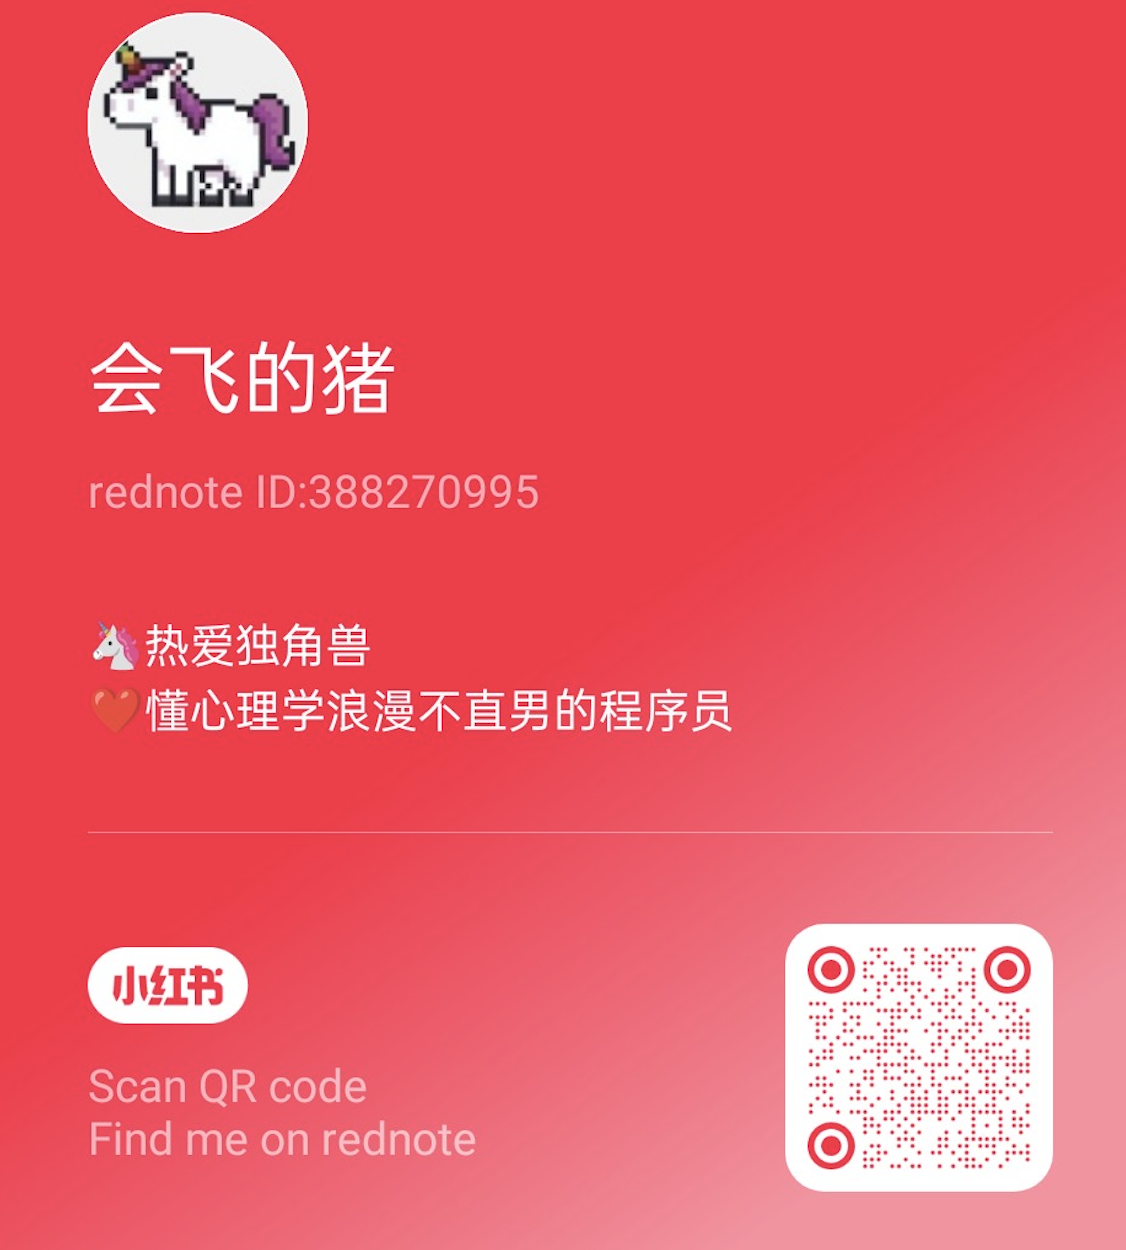 会飞的猪
rednote ID:388270995
🦄热爱独角兽
❤️懂心理学浪漫不直男的程序员
小红书
Scan QR code
Find me on rednote